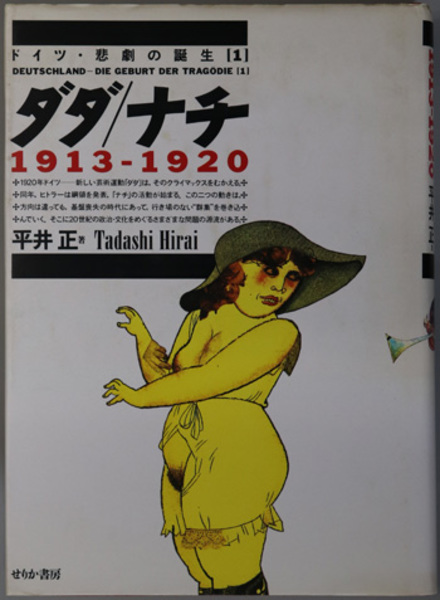 ドイツ・悲劇の誕生[1]
DEUTSCHLAND–DIE GEBURT DER TRAGÖDIE [1]
ダダ/ナチ
1913-1920
✣1920年ドイツ——新しい芸術運動「ダダ」は、そのクライマックスをむかえる。✣
✣同年、ヒトラーは綱領を発表。「ナチ」の活動が始まる。この二つの動きは、✣
✣方向は違っても、基盤喪失の時代にあって、行き場のない“群集”を巻き込✣
✣んでいく。そこに20世紀の政治・文化をめぐるさまざまな問題の源流がある。✣
平井 正著 Tadashi Hirai
せりか書房
1913-1920